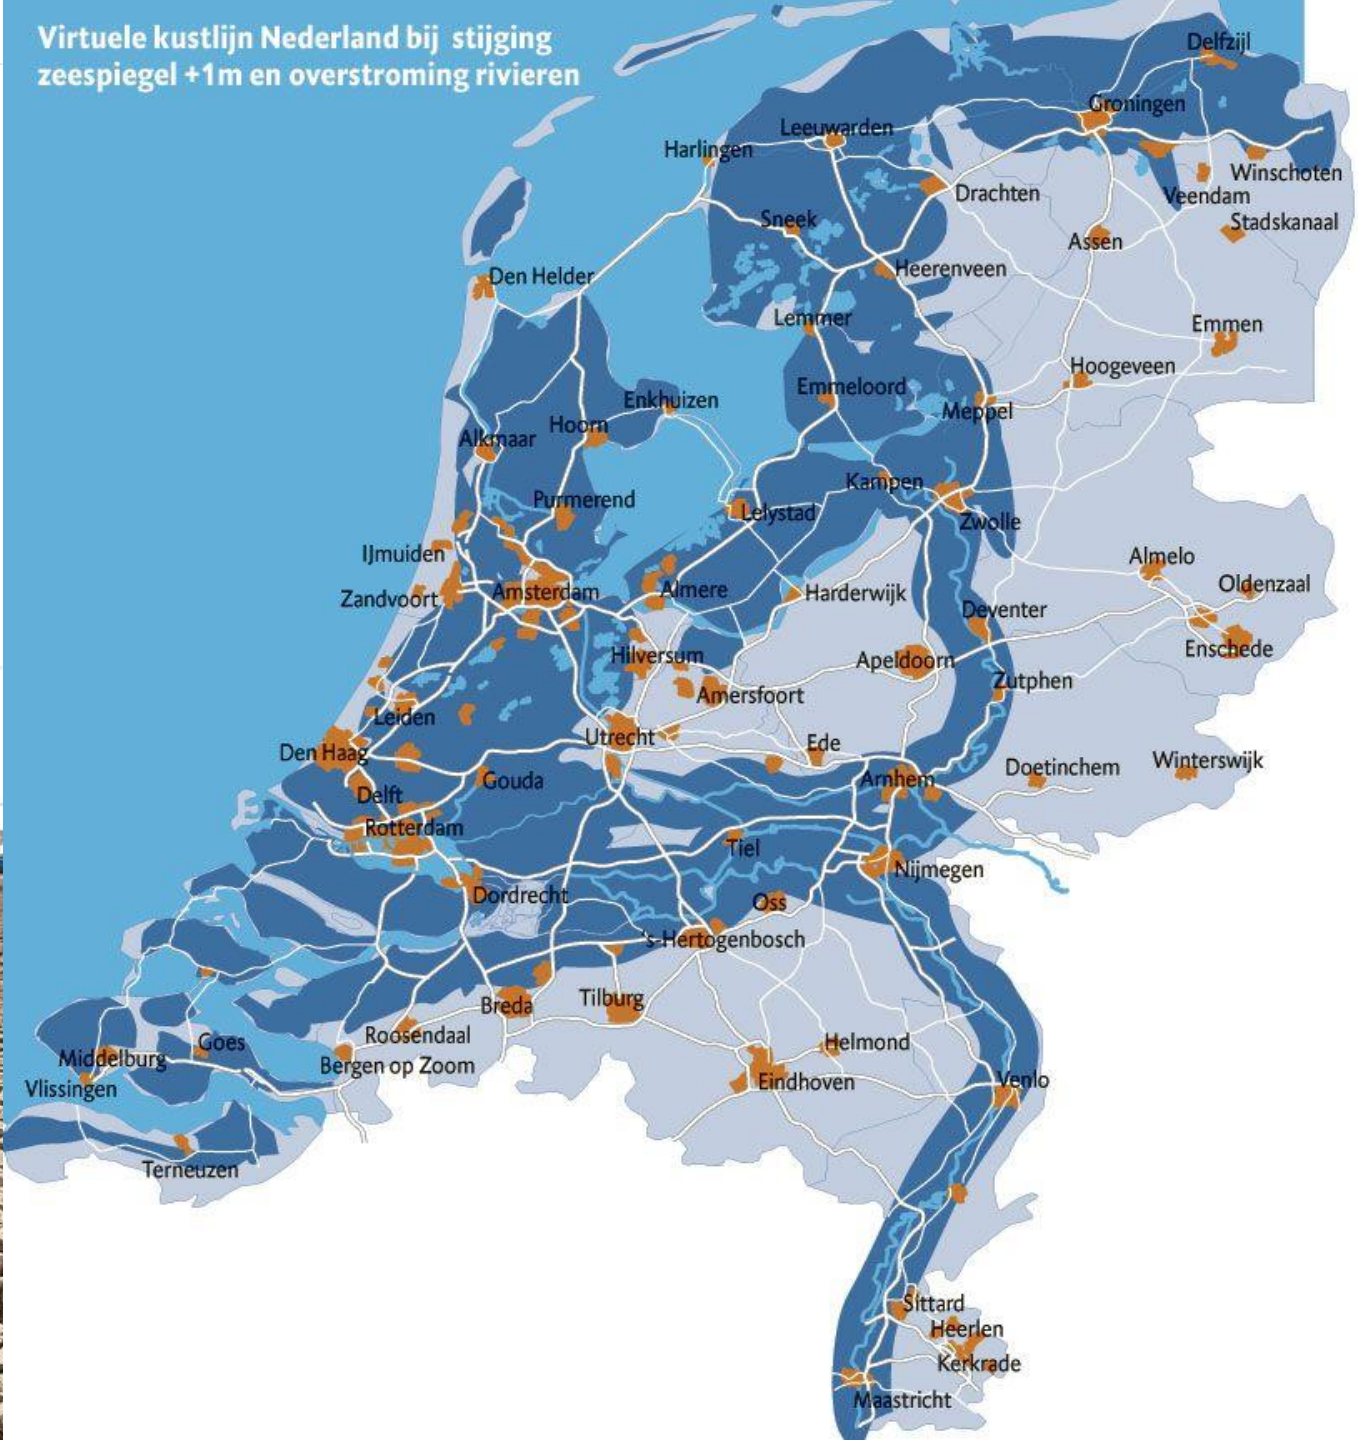 Virtuele kustlijn Nederland bij stijging
zeespiegel +1m en overstroming rivieren
Delfzijl
Groningen
Leeuwarden
Harlingen
Winschoten
Drachten
Veendam
Sneek
Stadskanaal
Assen
Heerenveen
Den Helder
Lemmer
Emmen
Hoogeveen
Emmeloord
Enkhuizen
Meppel
Hoorn
Alkmaar
Kampen
Purmerend
Lelystad
Zwolle
IJmuiden
Almelo
Oldenzaal
Zandvoort
Amsterdam
Almere
Harderwijk
Deventer
Enschede
Hilversum
Apeldoorn
Zutphen
Amersfoort
Leiden
Utrecht
Ede
Den Haag
Winterswijk
Doetinchem
Arnhem
Gouda
Delft
Rotterdam
Tiel
Nijmegen
Dordrecht
Oss
's-Hertogenbosch
Tilburg
Breda
Roosendaal
Goes
Helmond
Middelburg
Bergen op Zoom
Venlo
Eindhoven
Vlissingen
Terneuzen
Sittard
Heerlen
Kerkrade
Maastricht